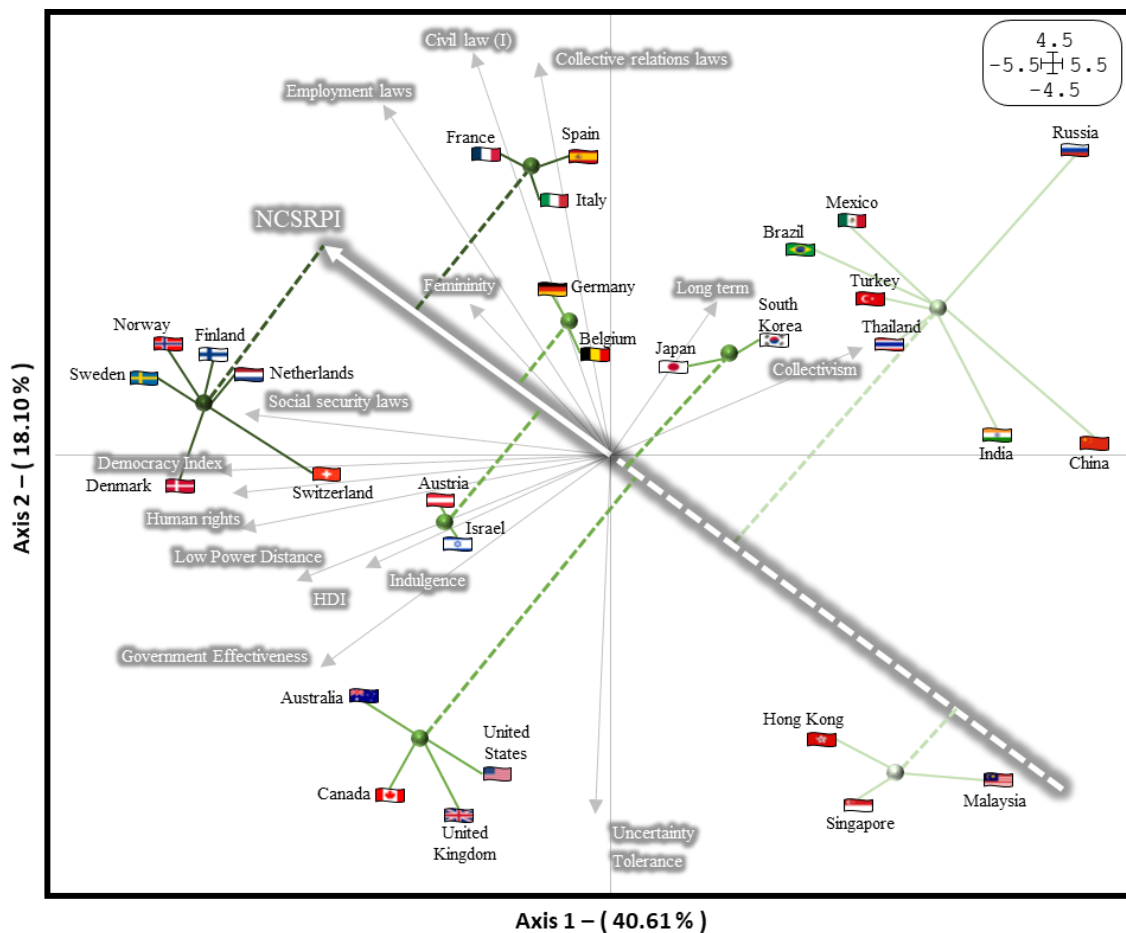 Civil law (I)
Collective relations laws
4.5
-5.5 5.5
-4.5
Employment laws
France
Spain
Russia
Italy
Mexico
NCSRPI
Brazil
Femininity
Germany
Long term
Turkey
South
Korea
Norway
Finland
Belgium
Japan
Thailand
Sweden
Netherlands
Collectivism
Social security laws
India
China
Democracy Index
Denmark
Switzerland
Austria
Human rights
Israel
Low Power Distance
Indulgence
HDI
Government Effectiveness
Australia
United
States
Hong Kong
Canada
Malaysia
Singapore
United
Kingdom
Uncertainty
Tolerance
Axis 2 – ( 18.10 % )
Axis 1 – ( 40.61 % )